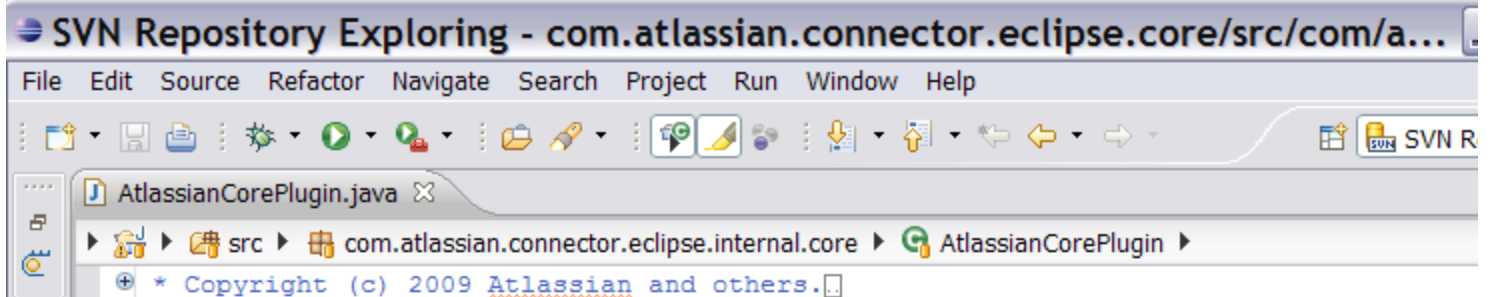 SVN Repository Exploring - com.atlassian.connector.eclipse.core/src/com/a...
File Edit Source Refactor Navigate Search Project Run Window Help
SVN R
AtlassianCorePlugin.java
src com.atlassian.connector.eclipse.internal.core AtlassianCorePlugin
* Copyright (c) 2009 Atlassian and others.